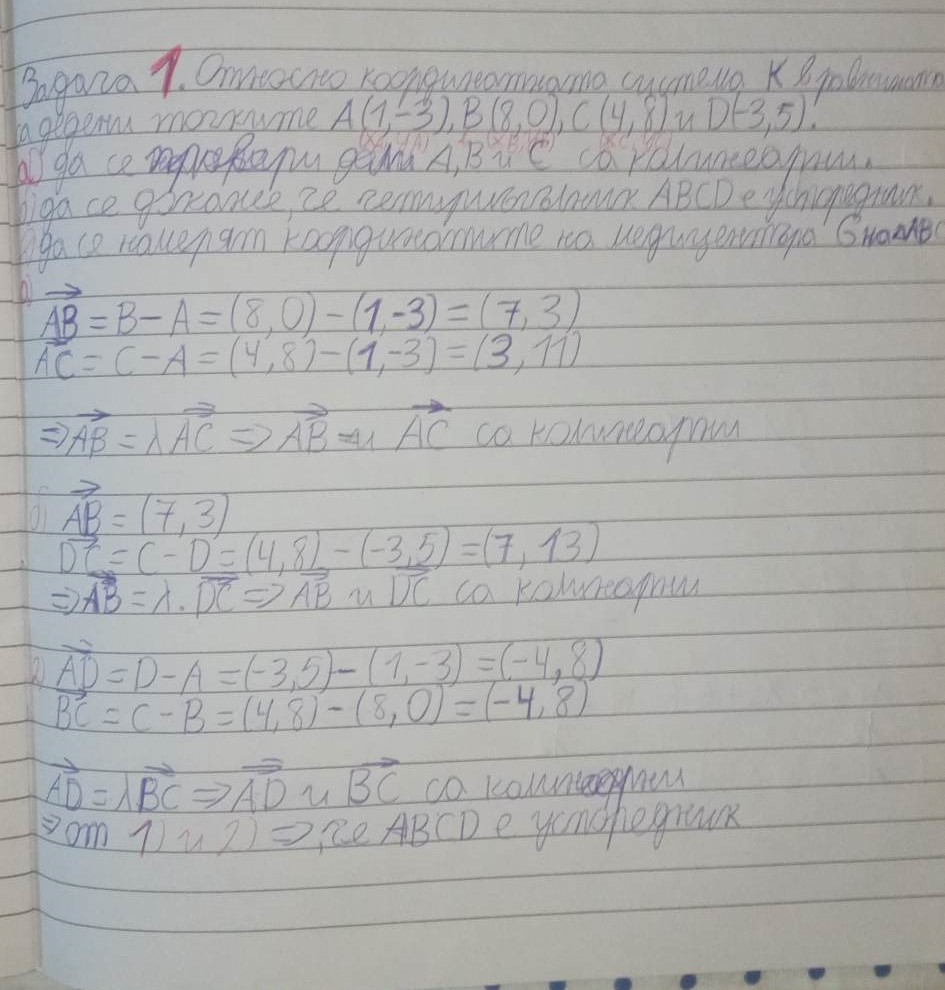 Задача 1. Относно координатната система K в равнината
са дадени точките A(1,-3), B(8,0), C(4,8) и D(-3,5).
а) да се провери дали A, B и C са колинеарни.
б) да се докаже, че четириъгълник ABCD е успоредник.
в) да се намерят координатите на медицентъра G на △ABC
а)
AB = B - A = (8,0) - (1,-3) = (7,3)
AC = C - A = (4,8) - (1,-3) = (3,11)
⇒ AB = λ AC ⇒ AB и AC са колинеарни
б) AB = (7,3)
DC = C - D = (4,8) - (-3,5) = (7,13)
⇒ AB = λ. DC ⇒ AB и DC са колинеарни
2) AD = D - A = (-3,5) - (1,-3) = (-4,8)
BC = C - B = (4,8) - (8,0) = (-4,8)
AD = λ BC ⇒ AD и BC са колинеарни
⇒ от 1) и 2) ⇒, че ABCD е успоредник